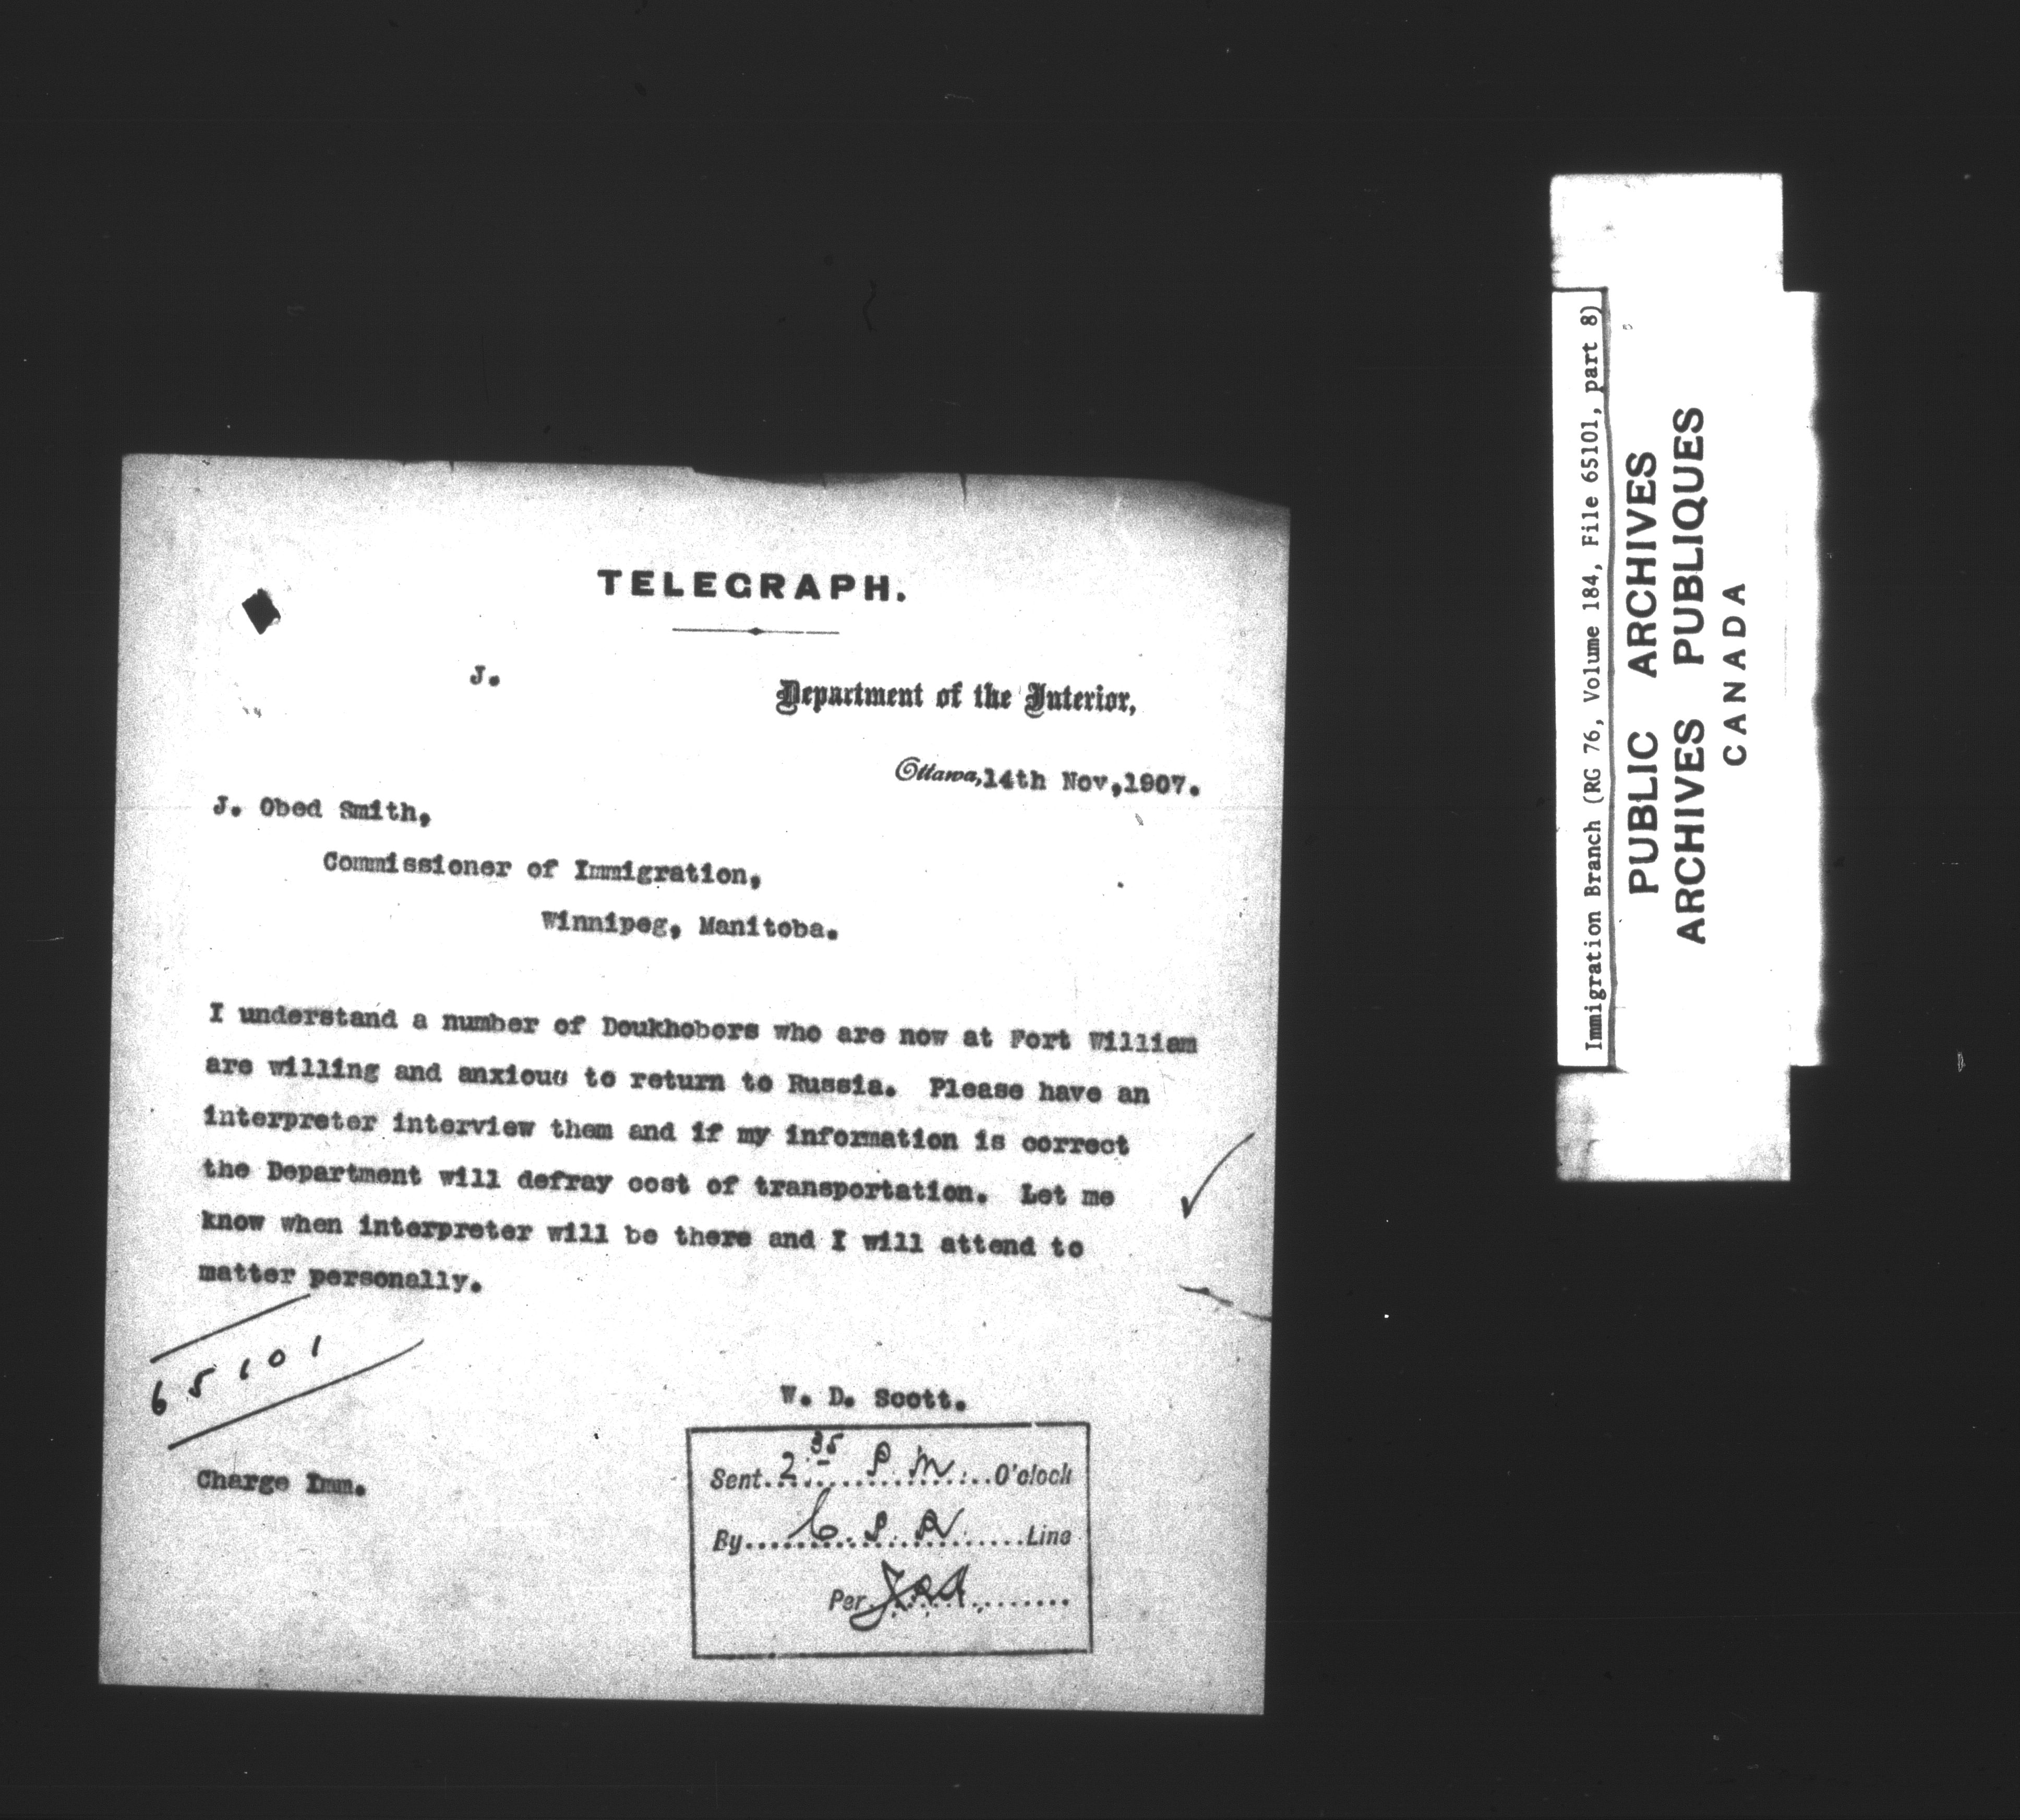 TELEGRAPH.
J.
Department of the Interior,
Ottawa, 14th Nov, 1907.
J. Obed Smith,
Commissioner of Immigration,
Winnipeg, Manitoba.
I understand a number of Doukhobors who are now at Fort William
are willing and anxious to return to Russia. Please have an
interpreter interview them and if my information is correct
the Department will defray cost of transportation. Let me
know when interpreter will be there and I will attend to
matter personally.
65101
W. D. Scott.
Charge Imm.
Sent 2.35 P M O'clock
By C P R Line
Per
Immigration Branch (RG 76, Volume 184, File 65101, part 8)
PUBLIC ARCHIVES
ARCHIVES PUBLIQUES
CANADA